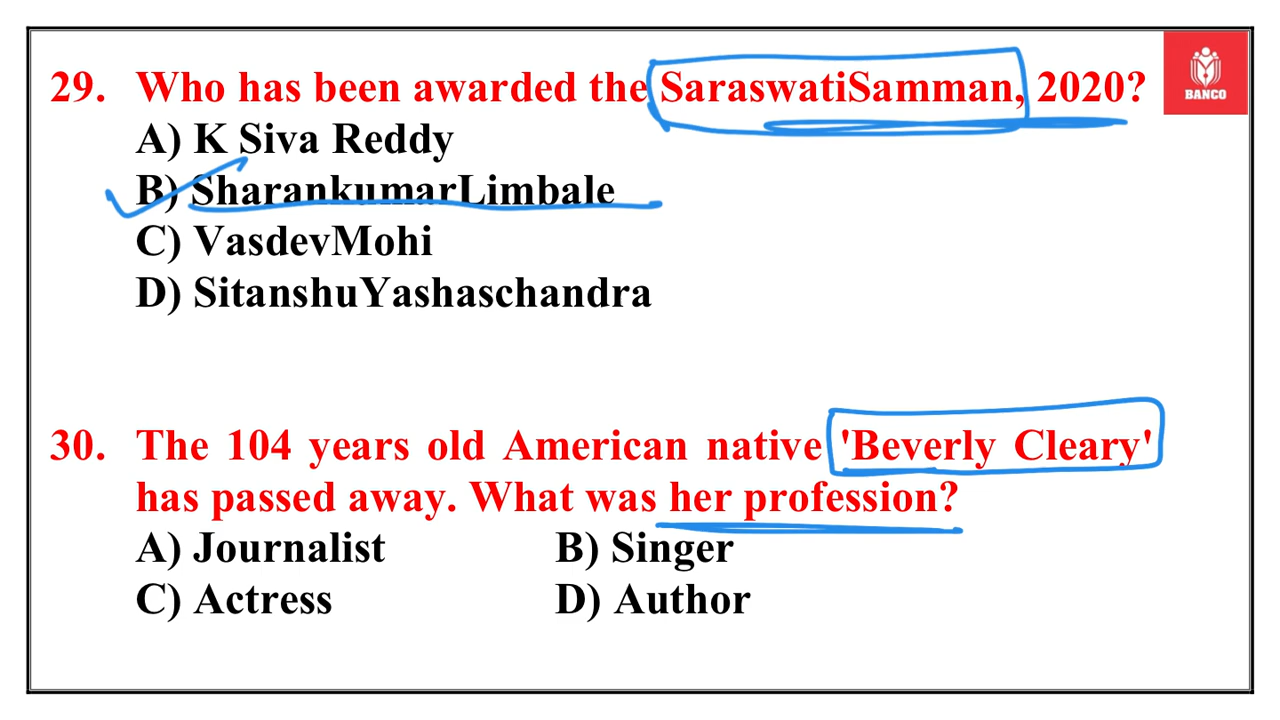 29. Who has been awarded the SaraswatiSamman, 2020?
BANCO
A) K Siva Reddy
B) SharankumarLimbale
C) VasdevMohi
D) SitanshuYashaschandra
30. The 104 years old American native 'Beverly Cleary'
has passed away. What was her profession?
A) Journalist B) Singer
C) Actress D) Author